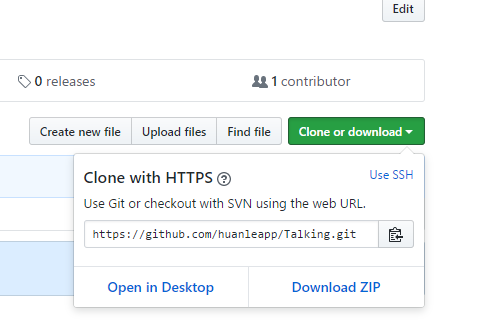 Edit
0 releases
1 contributor
Create new file
Upload files
Find file
Clone or download
Clone with HTTPS
Use SSH
Use Git or checkout with SVN using the web URL.
https://github.com/huanleapp/Talking.git
Open in Desktop
Download ZIP